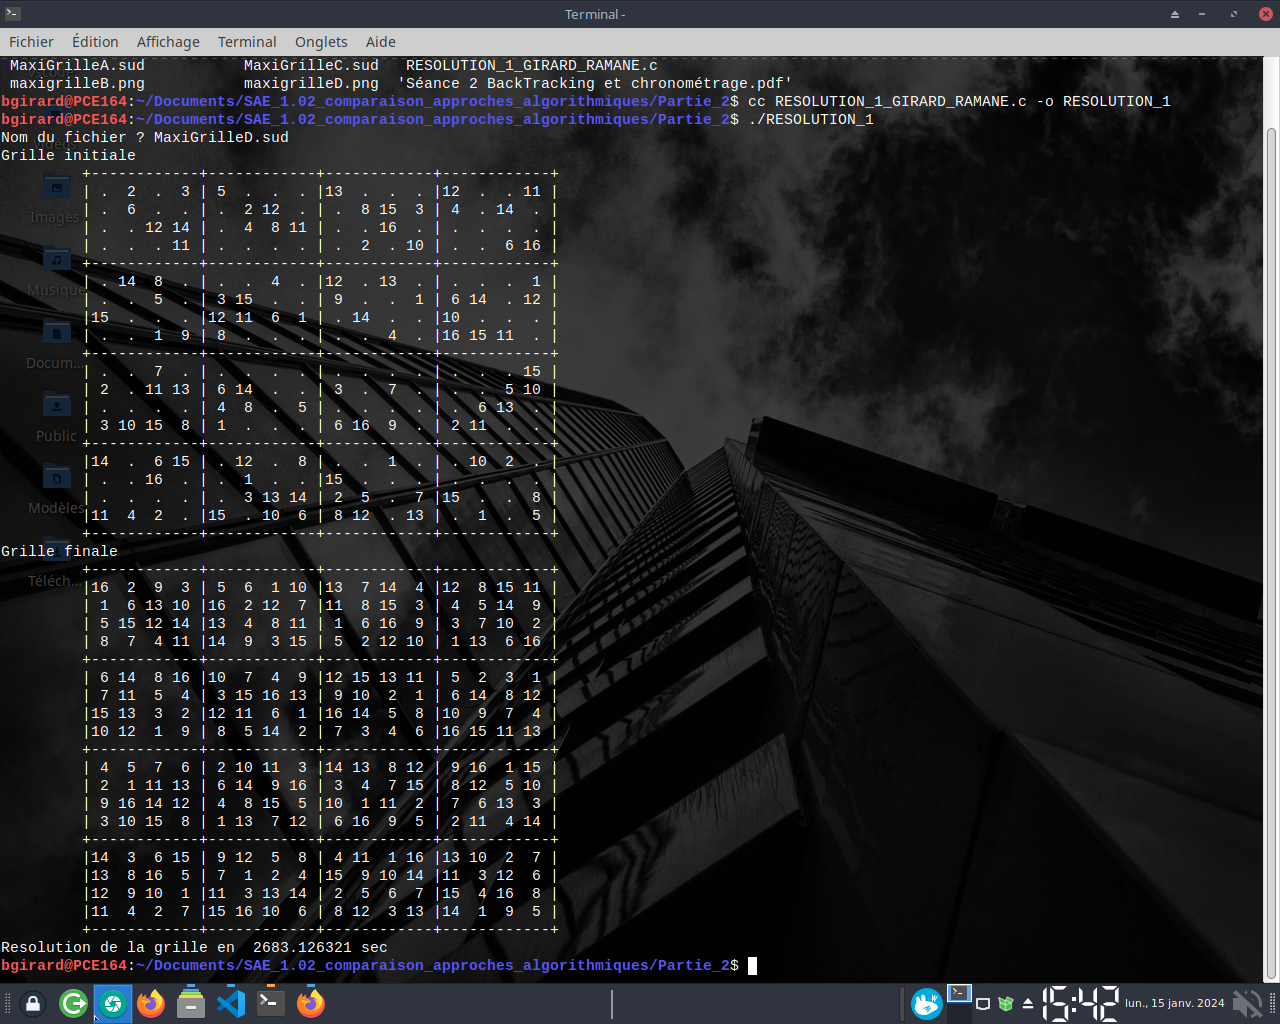 Terminal -
Fichier Édition Affichage Terminal Onglets Aide
MaxiGrilleA.sud MaxiGrilleC.sud RESOLUTION_1_GIRARD_RAMANE.c
maxigrilleB.png maxigrilleD.png 'Séance 2 BackTracking et chronométrage.pdf'
bgirard@PCE164:~/Documents/SAE_1.02_comparaison_approches_algorithmiques/Partie_2$ cc RESOLUTION_1_GIRARD_RAMANE.c -o RESOLUTION_1
bgirard@PCE164:~/Documents/SAE_1.02_comparaison_approches_algorithmiques/Partie_2$ ./RESOLUTION_1
Nom du fichier ? MaxiGrilleD.sud
Grille initiale
+------------+------------+------------+------------+
| . 2 . 3 | 5 . . . |13 . . . |12 . . 11 |
| . 6 . . | . 2 12 . | . 8 15 3 | 4 . 14 . |
| . . 12 14 | . 4 8 11 | . . 16 . | . . . . |
| . . . 11 | . . . . | . 2 . 10 | . . 6 16 |
+------------+------------+------------+------------+
| . 14 8 . | . . 4 . |12 . 13 . | . . . 1 |
| . . 5 . | 3 15 . . | 9 . . 1 | 6 14 . 12 |
|15 . . . |12 11 6 1 | . 14 . . |10 . . . |
| . . 1 9 | 8 . . . | . . 4 . |16 15 11 . |
+------------+------------+------------+------------+
| . . 7 . | . . . . | . . . . | . . . 15 |
| 2 . 11 13 | 6 14 . . | 3 . 7 . | . . 5 10 |
| . . . . | 4 8 . 5 | . . . . | . 6 13 . |
| 3 10 15 8 | 1 . . . | 6 16 9 . | 2 11 . . |
+------------+------------+------------+------------+
|14 . 6 15 | . 12 . 8 | . . 1 . | . 10 2 . |
| . . 16 . | . 1 . . |15 . . . | . . . . |
| . . . . | . 3 13 14 | 2 5 . 7 |15 . . 8 |
|11 4 2 . |15 . 10 6 | 8 12 . 13 | . 1 . 5 |
+------------+------------+------------+------------+
Grille finale
+------------+------------+------------+------------+
|16 2 9 3 | 5 6 1 10 |13 7 14 4 |12 8 15 11 |
| 1 6 13 10 |16 2 12 7 |11 8 15 3 | 4 5 14 9 |
| 5 15 12 14 |13 4 8 11 | 1 6 16 9 | 3 7 10 2 |
| 8 7 4 11 |14 9 3 15 | 5 2 12 10 | 1 13 6 16 |
+------------+------------+------------+------------+
| 6 14 8 16 |10 7 4 9 |12 15 13 11 | 5 2 3 1 |
| 7 11 5 4 | 3 15 16 13 | 9 10 2 1 | 6 14 8 12 |
|15 13 3 2 |12 11 6 1 |16 14 5 8 |10 9 7 4 |
|10 12 1 9 | 8 5 14 2 | 7 3 4 6 |16 15 11 13 |
+------------+------------+------------+------------+
| 4 5 7 6 | 2 10 11 3 |14 13 8 12 | 9 16 1 15 |
| 2 1 11 13 | 6 14 9 16 | 3 4 7 15 | 8 12 5 10 |
| 9 16 14 12 | 4 8 15 5 |10 1 11 2 | 7 6 13 3 |
| 3 10 15 8 | 1 13 7 12 | 6 16 9 5 | 2 11 4 14 |
+------------+------------+------------+------------+
|14 3 6 15 | 9 12 5 8 | 4 11 1 16 |13 10 2 7 |
|13 8 16 5 | 7 1 2 4 |15 9 10 14 |11 3 12 6 |
|12 9 10 1 |11 3 13 14 | 2 5 6 7 |15 4 16 8 |
|11 4 2 7 |15 16 10 6 | 8 12 3 13 |14 1 9 5 |
+------------+------------+------------+------------+
Resolution de la grille en 2683.126321 sec
bgirard@PCE164:~/Documents/SAE_1.02_comparaison_approches_algorithmiques/Partie_2$
Images
Musique
Docum...
Public
Modèles
Téléch...
15:42 lun., 15 janv. 2024